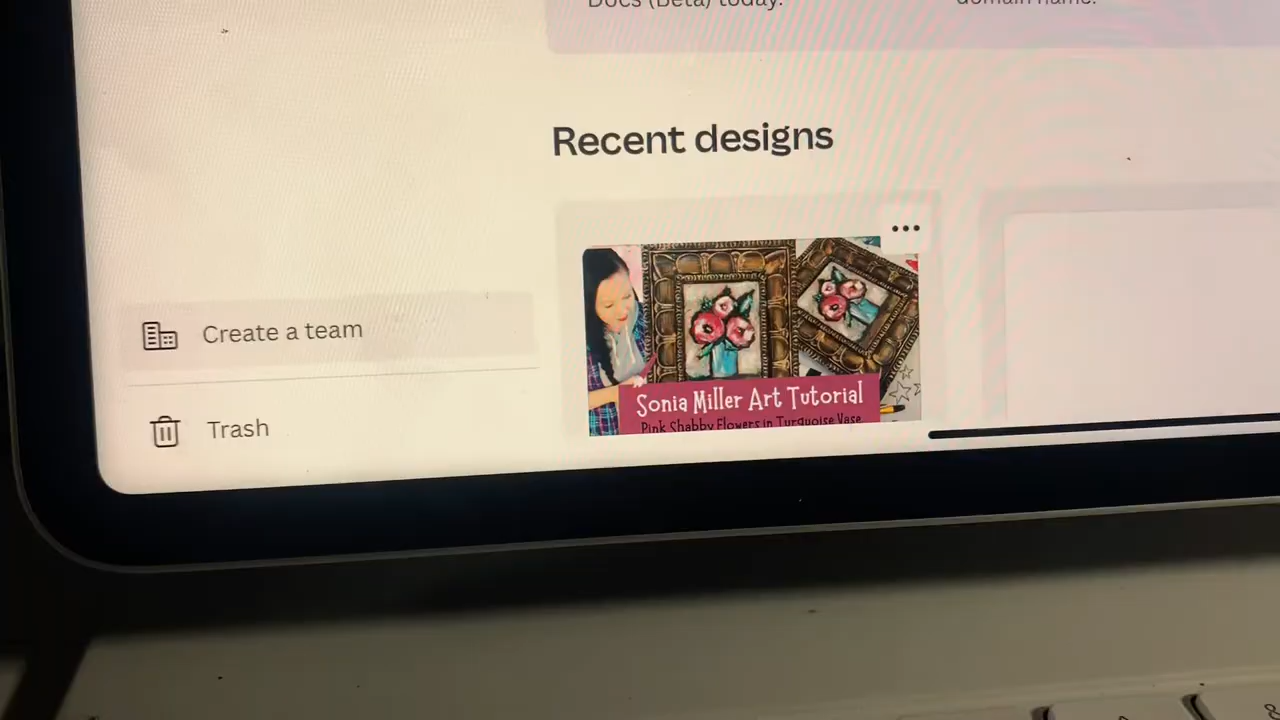 Docs (Beta) today.
domain name.
Recent designs
Create a team
Trash
Sonia Miller Art Tutorial
Pink Shabby Flowers in Turquoise Vase
8